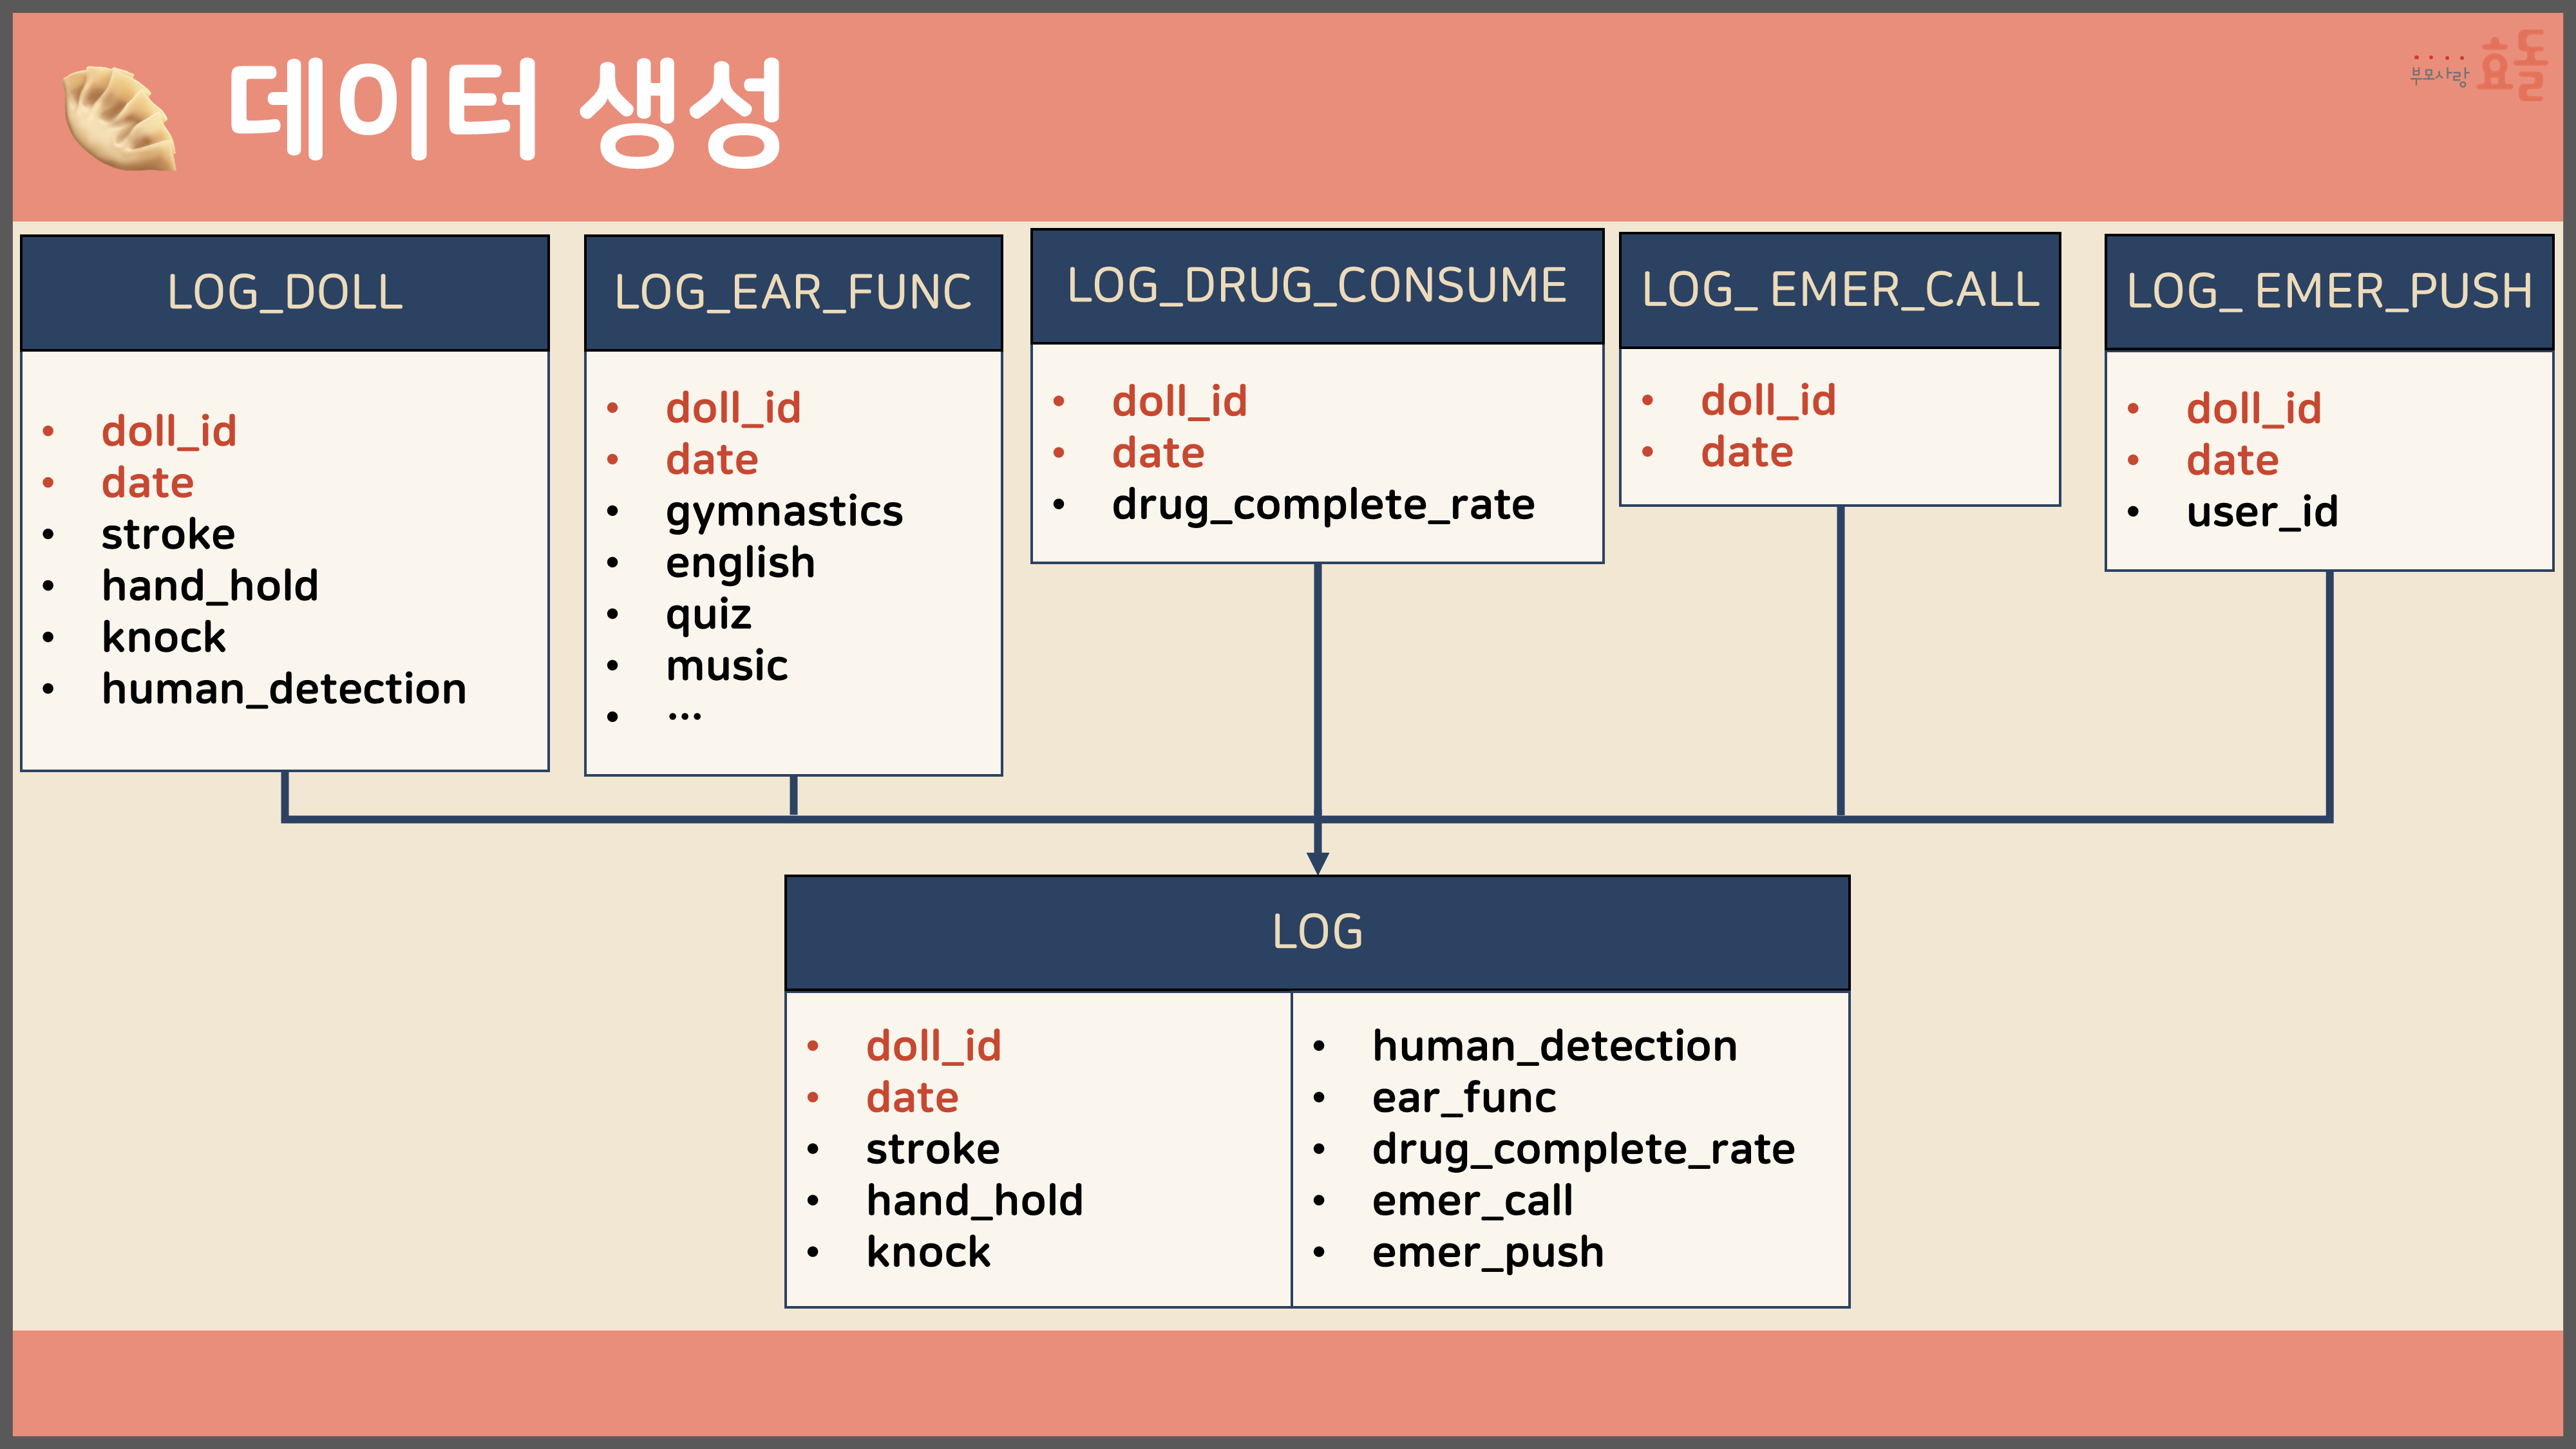 데이터 생성
부모사랑 효돌
LOG_DOLL
• doll_id
• date
• stroke
• hand_hold
• knock
• human_detection
LOG_EAR_FUNC
• doll_id
• date
• gymnastics
• english
• quiz
• music
• ...
LOG_DRUG_CONSUME
• doll_id
• date
• drug_complete_rate
LOG_ EMER_CALL
• doll_id
• date
LOG_ EMER_PUSH
• doll_id
• date
• user_id
LOG
• doll_id
• date
• stroke
• hand_hold
• knock
• human_detection
• ear_func
• drug_complete_rate
• emer_call
• emer_push